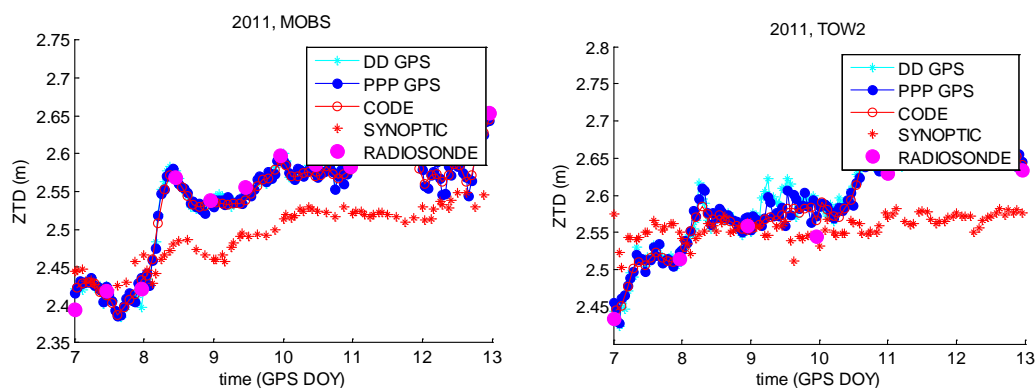 2011, MOBS
2.75
2.7
2.65
2.6
2.55
2.5
2.45
2.4
2.35
ZTD (m)
7 8 9 10 11 12 13
time (GPS DOY)
DD GPS
PPP GPS
CODE
SYNOPTIC
RADIOSONDE
2011, TOW2
2.8
2.75
2.7
2.65
2.6
2.55
2.5
2.45
ZTD (m)
7 8 9 10 11 12 13
time (GPS DOY)
DD GPS
PPP GPS
CODE
SYNOPTIC
RADIOSONDE